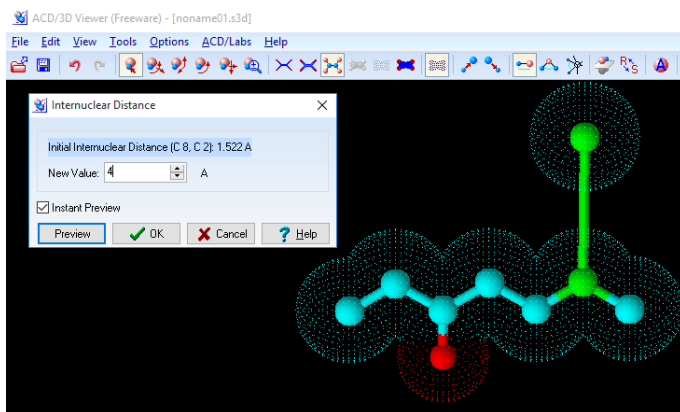 ACD/3D Viewer (Freeware) - [noname01.s3d]
File Edit View Tools Options ACD/Labs Help
Internuclear Distance
Initial Internuclear Distance (C 8, C 2): 1.522 A
New Value: 4 A
Instant Preview
Preview OK Cancel ? Help